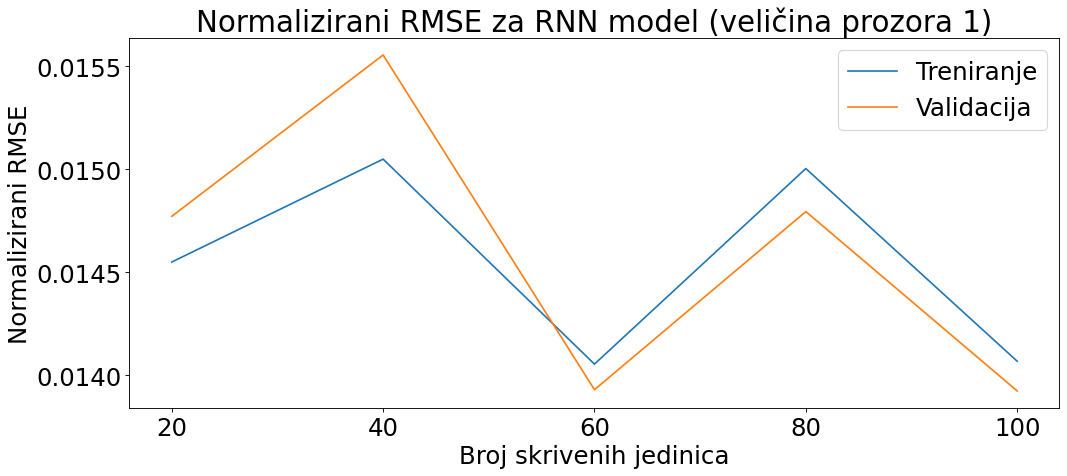 Normalizirani RMSE za RNN model (veličina prozora 1)
Treniranje
Validacija
Normalizirani RMSE
0.0155
0.0150
0.0145
0.0140
20 40 60 80 100
Broj skrivenih jedinica